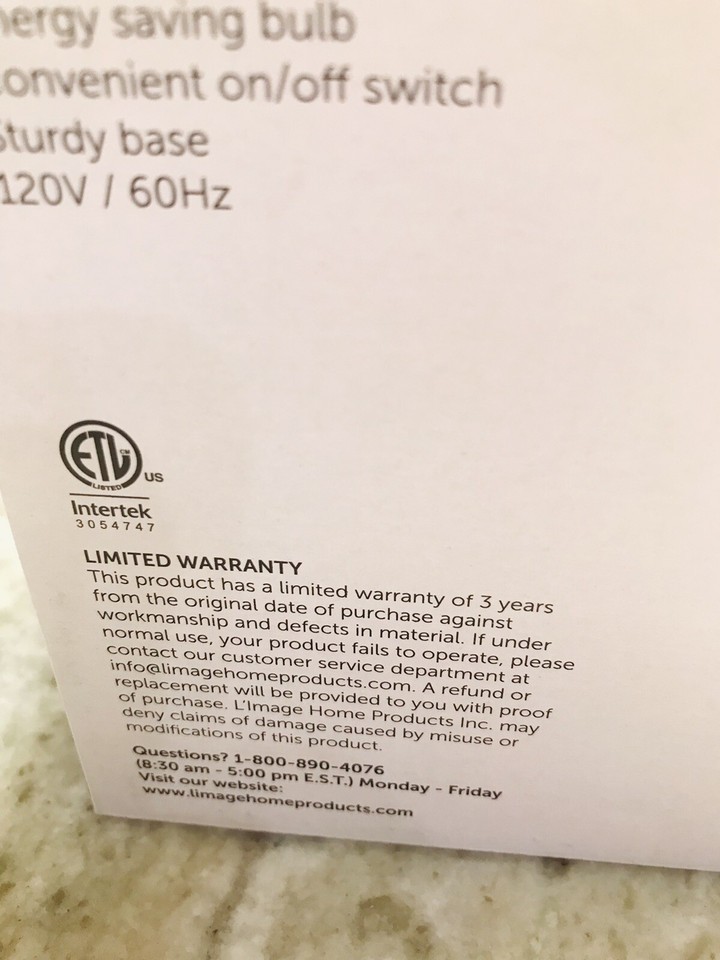 nergy saving bulb
convenient on/off switch
Sturdy base
120V / 60Hz
ETL CM
LISTED
US
Intertek
3054747
LIMITED WARRANTY
This product has a limited warranty of 3 years
from the original date of purchase against
workmanship and defects in material. If under
normal use, your product fails to operate, please
contact our customer service department at
info@limagehomeproducts.com. A refund or
replacement will be provided to you with proof
of purchase. L'Image Home Products Inc. may
deny claims of damage caused by misuse or
modifications of this product.
Questions? 1-800-890-4076
(8:30 am - 5:00 pm E.S.T.) Monday - Friday
Visit our website:
www.limagehomeproducts.com